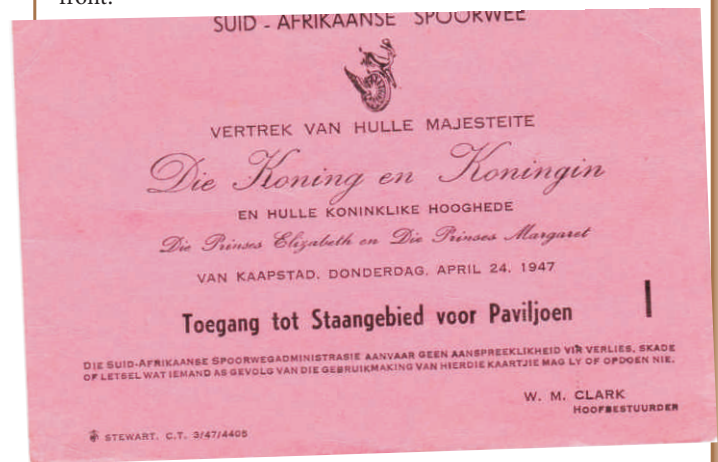 front.
SUID - AFRIKAANSE SPOORWEË
VERTREK VAN HULLE MAJESTEITE
Die Koning en Koningin
EN HULLE KONINKLIKE HOOGHEDE
Die Prinses Elizabeth en Die Prinses Margaret
VAN KAAPSTAD, DONDERDAG, APRIL 24, 1947
Toegang tot Staangebied voor Paviljoen
I
DIE SUID-AFRIKAANSE SPOORWEGADMINISTRASIE AANVAAR GEEN AANSPREEKLIKHEID VIR VERLIES, SKADE
OF LETSEL WAT IEMAND AS GEVOLG VAN DIE GEBRUIKMAKING VAN HIERDIE KAARTJIE MAG LY OF OPDOEN NIE.
W. M. CLARK
HOOFBESTUURDER
STEWART. C.T. 3/47/4405